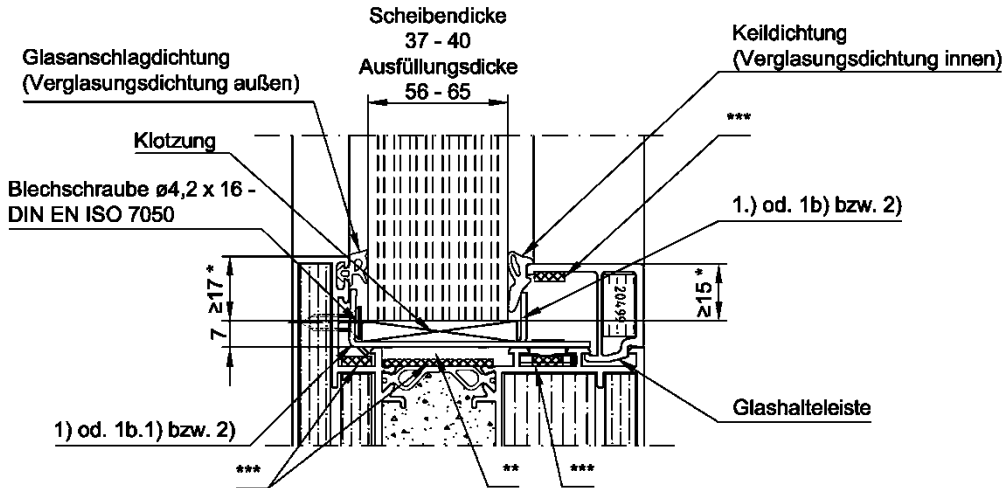 Scheibendicke
37 - 40
Ausfüllungsdicke
56 - 65
Glasanschlagdichtung
(Verglasungsdichtung außen)
Keildichtung
(Verglasungsdichtung innen)
***
Klotzung
Blechschraube ø4,2 x 16 -
DIN EN ISO 7050
1.) od. 1b) bzw. 2)
≥17 *
7
≥15 *
20499
Glashalteleiste
1) od. 1b.1) bzw. 2)
***
**
***